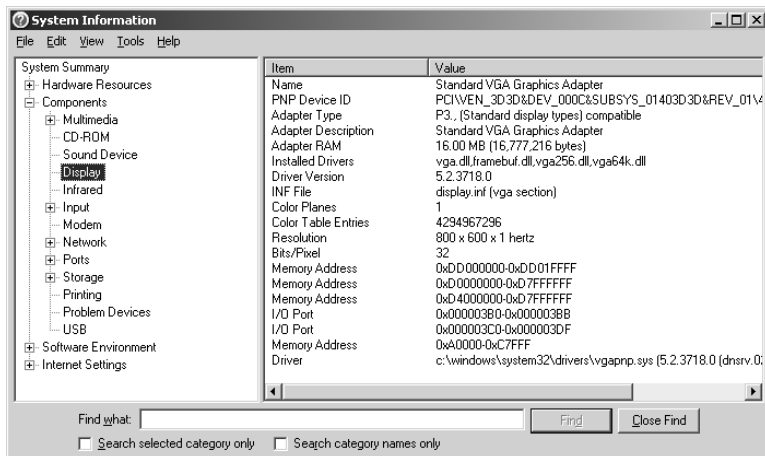 System Information
File Edit View Tools Help
System Summary
Hardware Resources
Components
Multimedia
CD-ROM
Sound Device
Display
Infrared
Input
Modem
Network
Ports
Storage
Printing
Problem Devices
USB
Software Environment
Internet Settings
Item Value
Name Standard VGA Graphics Adapter
PNP Device ID PCI\VEN_3D3D&DEV_000C&SUBSYS_01403D3D&REV_01\4
Adapter Type P3., (Standard display types) compatible
Adapter Description Standard VGA Graphics Adapter
Adapter RAM 16.00 MB (16,777,216 bytes)
Installed Drivers vga.dll,framebuf.dll,vga256.dll,vga64k.dll
Driver Version 5.2.3718.0
INF File display.inf (vga section)
Color Planes 1
Color Table Entries 4294967296
Resolution 800 x 600 x 1 hertz
Bits/Pixel 32
Memory Address 0xDD000000-0xDD01FFFF
Memory Address 0xD0000000-0xD7FFFFFF
Memory Address 0xD4000000-0xD7FFFFFF
I/O Port 0x000003B0-0x000003BB
I/O Port 0x000003C0-0x000003DF
Memory Address 0xA0000-0xC7FFF
Driver c:\windows\system32\drivers\vgapnp.sys (5.2.3718.0 (dnsrv.02
Find what: Find Close Find
Search selected category only Search category names only